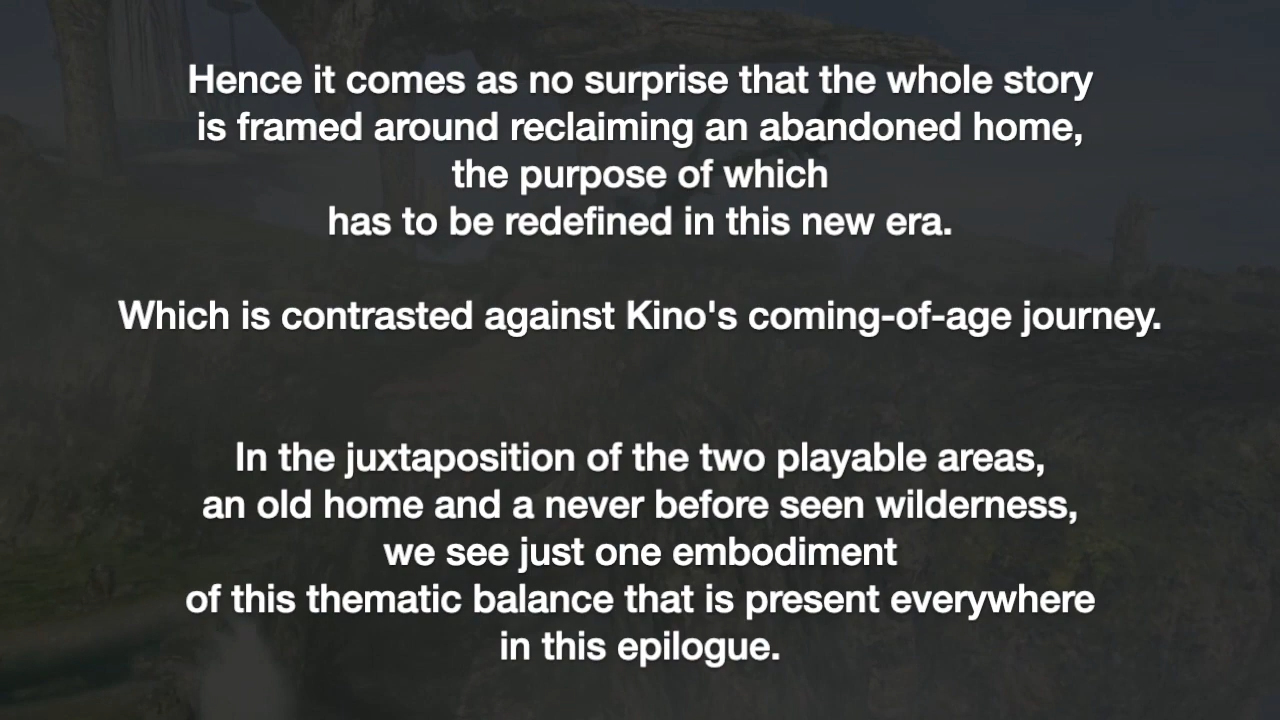 Hence it comes as no surprise that the whole story
is framed around reclaiming an abandoned home,
the purpose of which
has to be redefined in this new era.
Which is contrasted against Kino's coming-of-age journey.
In the juxtaposition of the two playable areas,
an old home and a never before seen wilderness,
we see just one embodiment
of this thematic balance that is present everywhere
in this epilogue.